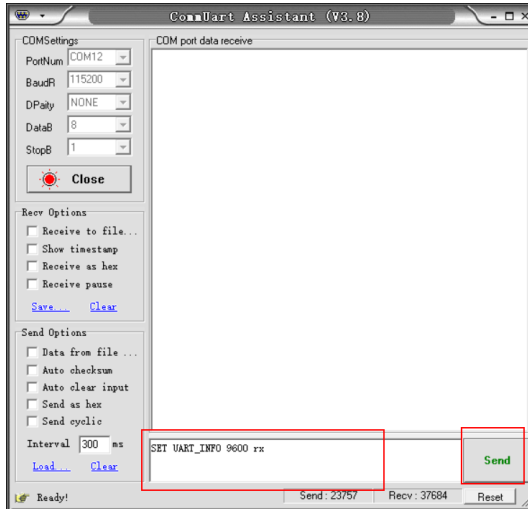 CommUart Assistant (V3.8)
COMSettings
PortNum COM12
BaudR 115200
DPaity NONE
DataB 8
StopB 1
Close
Recv Options
Receive to file...
Show timestamp
Receive as hex
Receive pause
Save... Clear
Send Options
Data from file ...
Auto checksum
Auto clear input
Send as hex
Send cyclic
Interval 300 ms
Load... Clear
COM port data receive
SET UART_INFO 9600 rx
Send
Ready!
Send : 23757
Recv : 37684
Reset